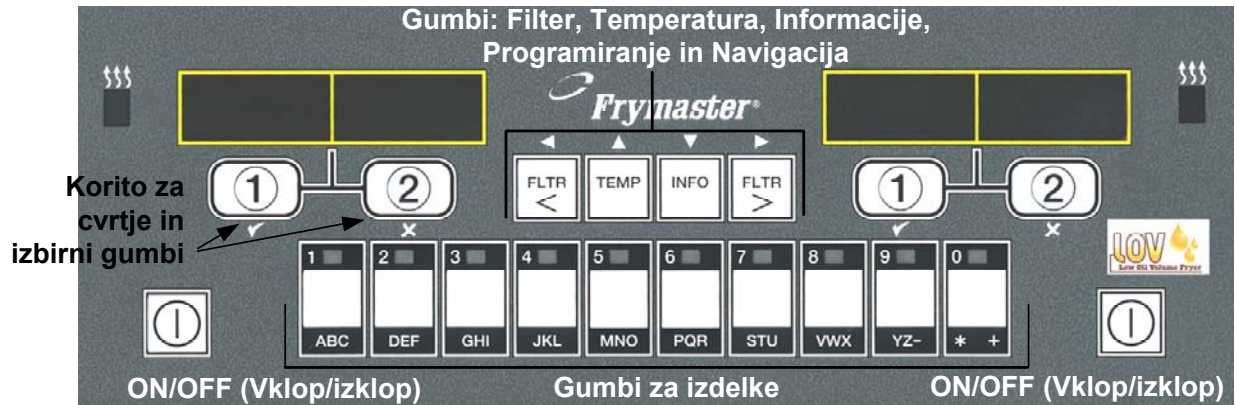 Gumbi: Filter, Temperatura, Informacije,
Programiranje in Navigacija
Frymaster
1 2
FLTR < TEMP INFO FLTR >
1 2
Korito za
cvrtje in
izbirni gumbi
LOV
Low Oil Volume Fryer
1 2 3 4 5 6 7 8 9 0
ABC DEF GHI JKL MNO PQR STU VWX YZ- * +
ON/OFF (Vklop/izklop) Gumbi za izdelke ON/OFF (Vklop/izklop)